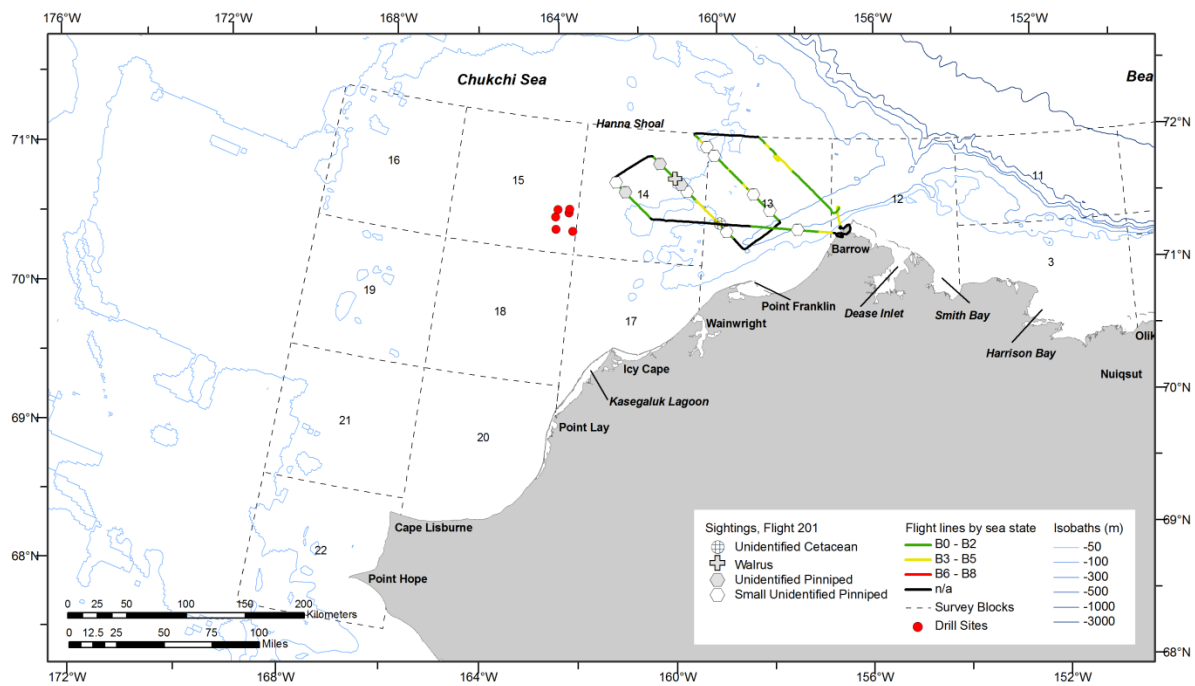 176°W 172°W 168°W 164°W 160°W 156°W 152°W
Chukchi Sea
Bea
71°N
72°N
Hanna Shoal
16
15
14
13
12
11
3
70°N
71°N
Barrow
Point Franklin
Dease Inlet
Smith Bay
Harrison Bay
Olik
Nuiqsut
19
18
17
Wainwright
Icy Cape
Kasegaluk Lagoon
70°N
69°N
21
20
Point Lay
Cape Lisburne
69°N
68°N
22
Point Hope
68°N
0 25 50 100 150 200
Kilometers
0 12.5 25 50 75 100
Miles
Sightings, Flight 201
Unidentified Cetacean
Walrus
Unidentified Pinniped
Small Unidentified Pinniped
Flight lines by sea state
B0 - B2
B3 - B5
B6 - B8
n/a
Survey Blocks
Drill Sites
Isobaths (m)
-50
-100
-300
-500
-1000
-3000
172°W 168°W 164°W 160°W 156°W 152°W